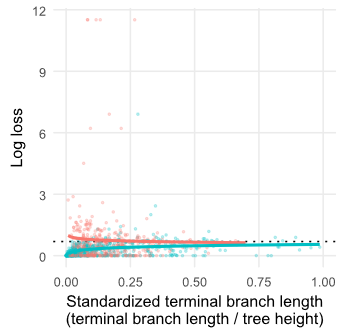 12
9
6
3
0
Log loss
0.00 0.25 0.50 0.75 1.00
Standardized terminal branch length
(terminal branch length / tree height)